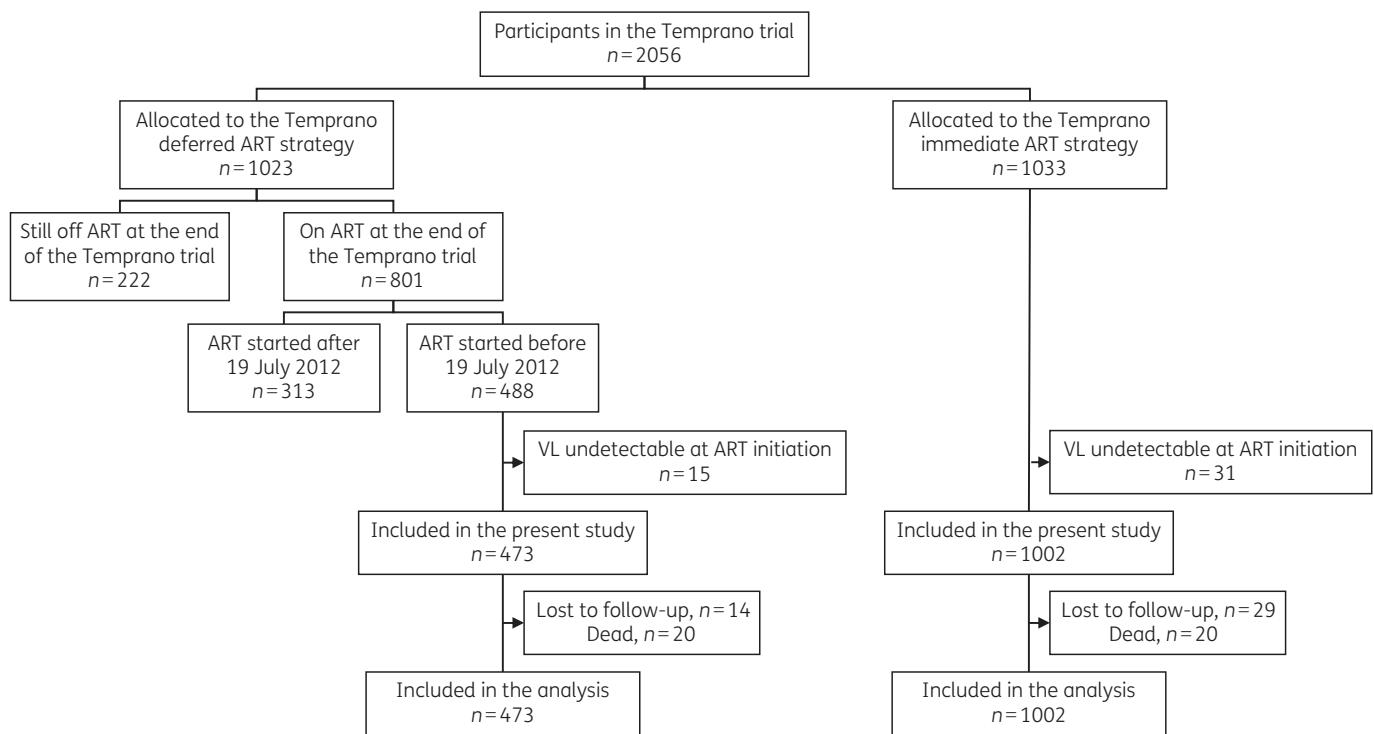 Participants in the Temprano trial
n=2056
Allocated to the Temprano
deferred ART strategy
n=1023
Allocated to the Temprano
immediate ART strategy
n=1033
Still off ART at the end
of the Temprano trial
n=222
On ART at the end of
the Temprano trial
n=801
ART started after
19 July 2012
n=313
ART started before
19 July 2012
n=488
VL undetectable at ART initiation
n=15
VL undetectable at ART initiation
n=31
Included in the present study
n=473
Included in the present study
n=1002
Lost to follow-up, n=14
Dead, n=20
Lost to follow-up, n=29
Dead, n=20
Included in the analysis
n=473
Included in the analysis
n=1002